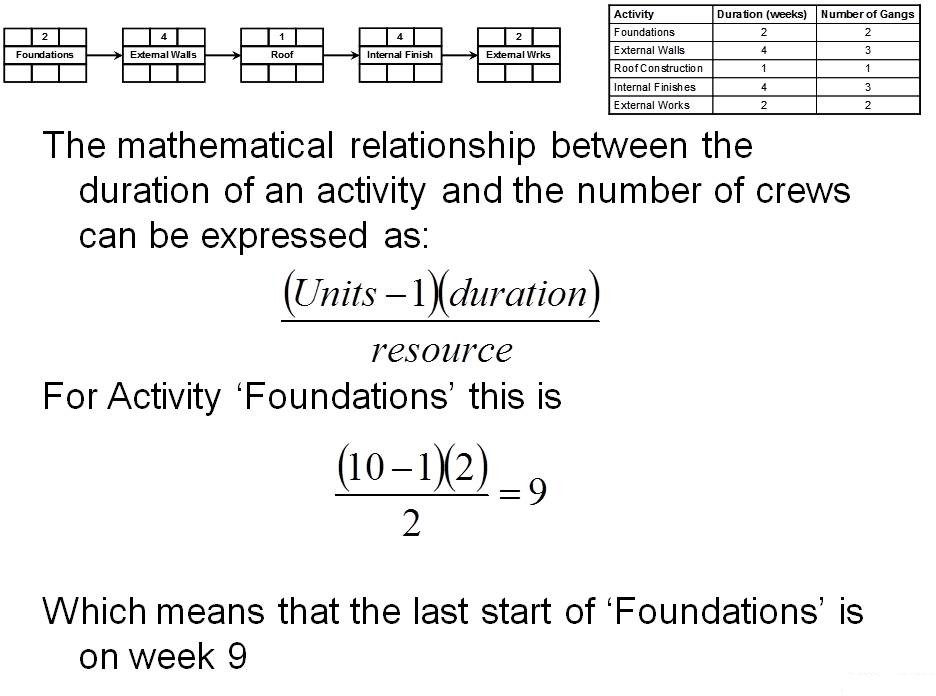 2 4 1 4 2
Foundations External Walls Roof Internal Finish External Wrks
Activity Duration (weeks) Number of Gangs
Foundations 2 2
External Walls 4 3
Roof Construction 1 1
Internal Finishes 4 3
External Works 2 2
The mathematical relationship between the
duration of an activity and the number of crews
can be expressed as:
(Units − 1)(duration)
resource
For Activity ‘Foundations’ this is
(10 − 1)(2)
= 9
2
Which means that the last start of ‘Foundations’ is
on week 9